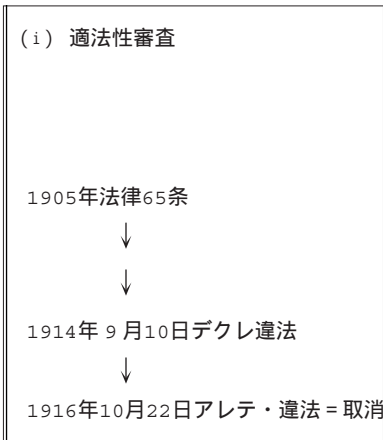 (i) 適法性審査
1905年法律65条
↓
↓
1914年9月10日デクレ違法
↓
1916年10月22日アレテ・違法=取消